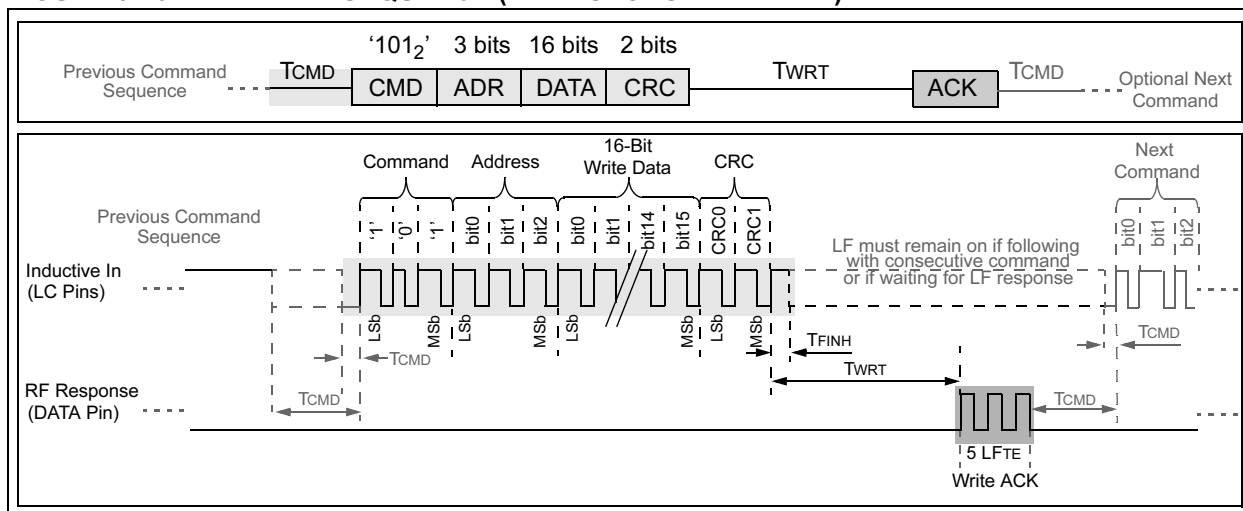 '101₂' 3 bits 16 bits 2 bits
Previous Command
Sequence
TCMD
CMD ADR DATA CRC
TWRT
ACK
TCMD
Optional Next
Command
Command
Address
16-Bit
Write Data
CRC
Next
Command
Previous Command
Sequence
'1' '0' '1' bit0 bit1 bit2 bit0 bit1 bit14 bit15 CRC0 CRC1
bit0 bit1 bit2
LF must remain on if following
with consecutive command
or if waiting for LF response
Inductive In
(LC Pins)
LSb MSb LSb MSb LSb MSb LSb MSb
TCMD
TFINH
TCMD
TWRT
RF Response
(DATA Pin)
TCMD
TCMD
5 LFTE
Write ACK